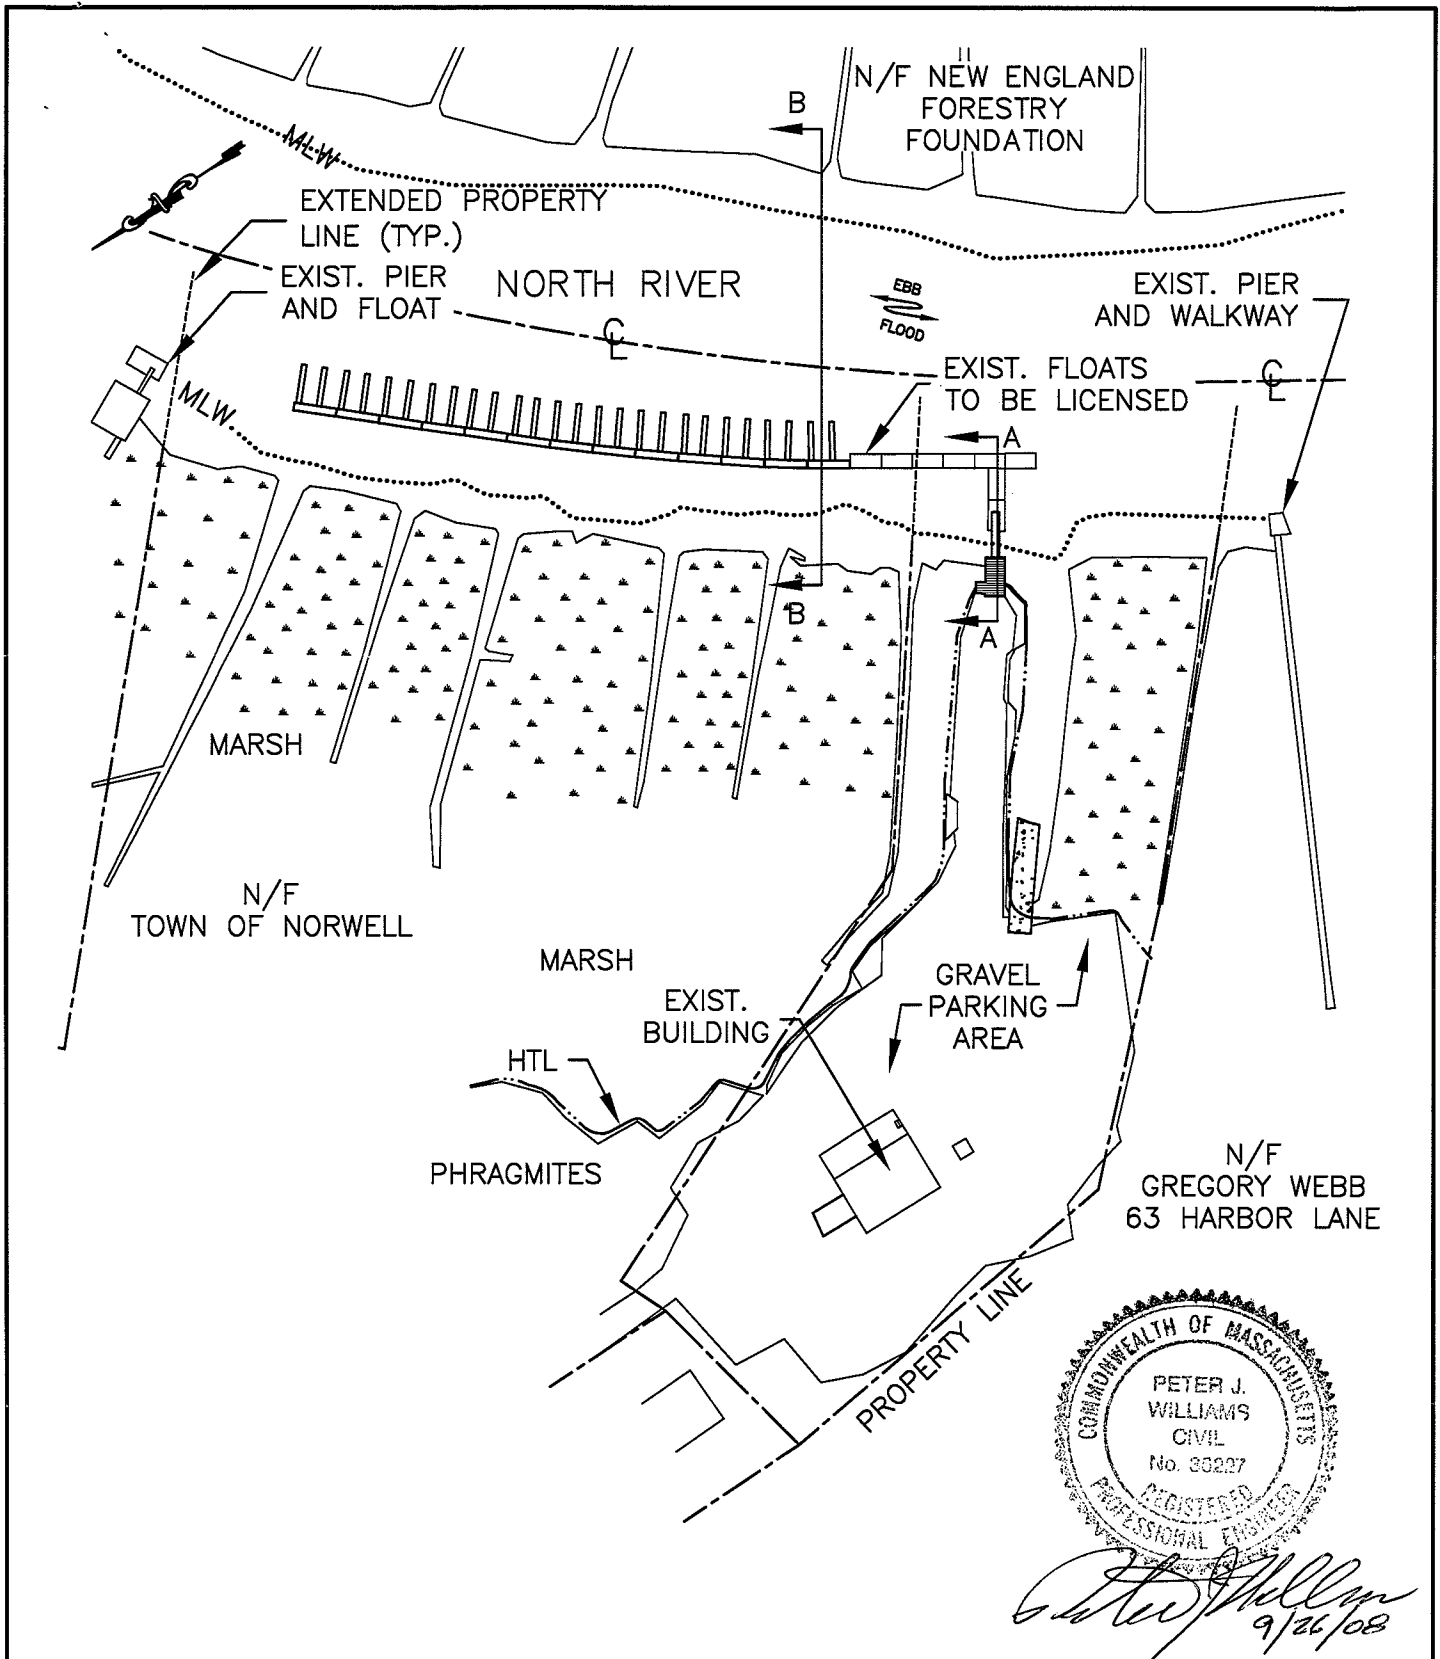 N/F NEW ENGLAND
FORESTRY
FOUNDATION
B
MLW
EXTENDED PROPERTY
LINE (TYP.)
EXIST. PIER
AND FLOAT
NORTH RIVER
EBB
FLOOD
EXIST. PIER
AND WALKWAY
CL
CL
EXIST. FLOATS
TO BE LICENSED
MLW
A
B
A
MARSH
N/F
TOWN OF NORWELL
MARSH
GRAVEL
PARKING
AREA
EXIST.
BUILDING
HTL
PHRAGMITES
N/F
GREGORY WEBB
63 HARBOR LANE
PROPERTY LINE
COMMONWEALTH OF MASSACHUSETTS
PETER J.
WILLIAMS
CIVIL
No. 36227
REGISTERED
PROFESSIONAL ENGINEER
9/26/08